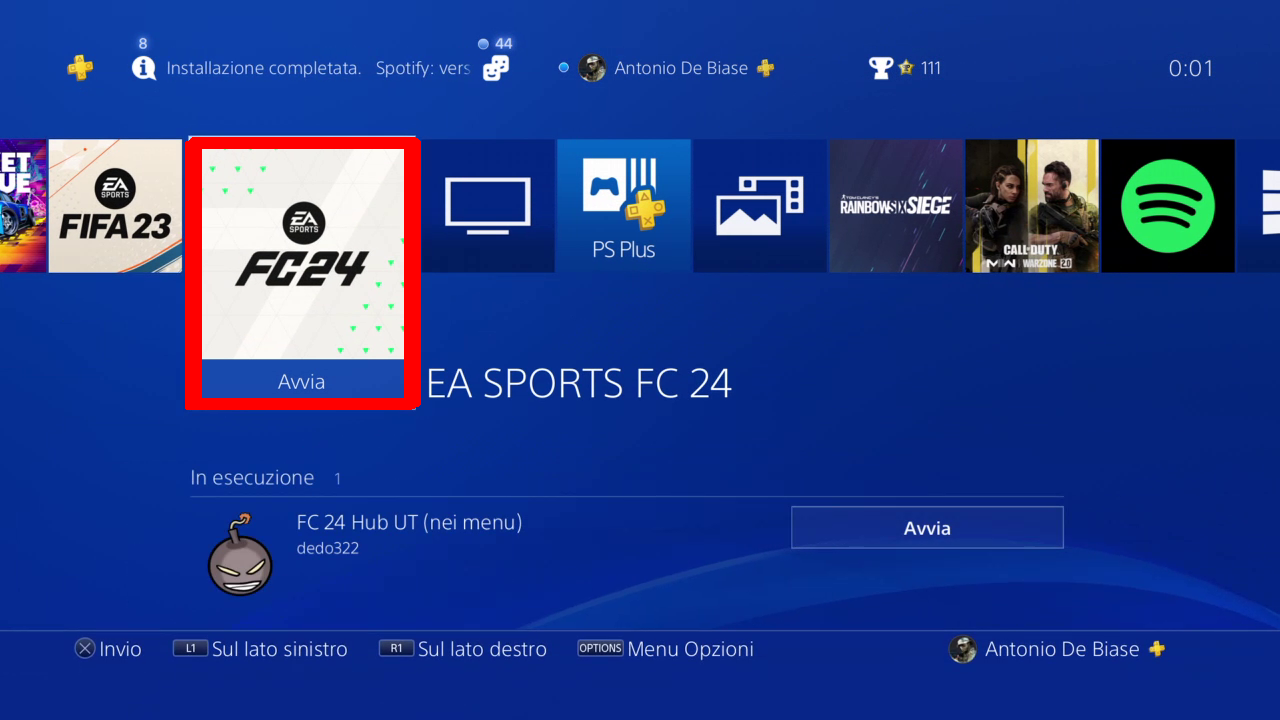 8
44
Installazione completata. Spotify: vers
Antonio De Biase
111
0:01
ET
UE
EA
SPORTS
FIFA 23
EA
SPORTS
FC24
Avvia
PS Plus
TOM CLANCY'S
RAINBOW SIX SIEGE
CALL OF DUTY
MW WARZONE 2.0
EA SPORTS FC 24
In esecuzione 1
FC 24 Hub UT (nei menu)
dedo322
Avvia
Invio
L1 Sul lato sinistro
R1 Sul lato destro
OPTIONS Menu Opzioni
Antonio De Biase